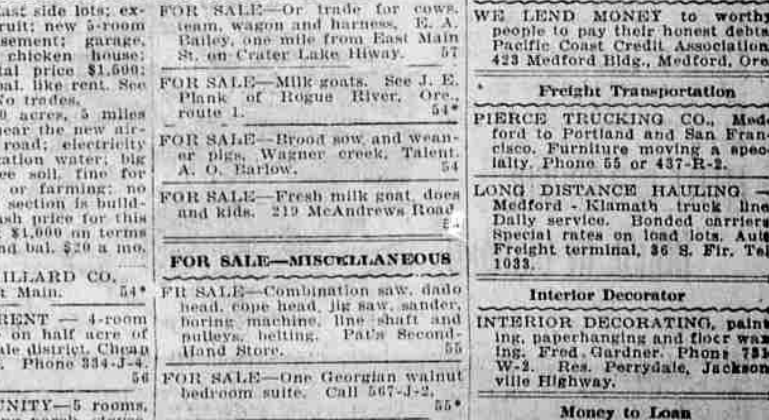 east side lots; ex-
ruit; new 5-room
sement; garage,
chicken house;
tal price $1,500;
bal. like rent. See
No trades.
0 acres, 5 miles
near the new air-
road; electricity
ation water; big
ee soil, fine for
or farming; no
section is build-
ash price for this
$1,000 on terms
nd bal. $20 a mo.
ILLARD CO.
t Main. 54*
RENT — 4-room
on half acre of
ale district. Cheap
Phone 334-J-4.
56
NITY—5 rooms,
FOR SALE—Or trade for cows,
team, wagon and harness. E. A.
Bailey, one mile from East Main
St. on Crater Lake Hiway. 57
FOR SALE—Milk goats. See J. E.
Plank of Rogue River, Ore.,
route 1. 54*
FOR SALE—Brood sow and wean-
er pigs. Wagner creek, Talent.
A. O. Barlow. 54
FOR SALE—Fresh milk goat, does
and kids. 219 McAndrews Road
FOR SALE—MISCELLANEOUS
FR SALE—Combination saw, dado
head, cope head, jig saw, sander,
boring machine, line shaft and
pulleys, belting. Pat's Second-
Hand Store. 55
FOR SALE—One Georgian walnut
bedroom suite. Call 567-J-2.
55*
WE LEND MONEY to worthy
people to pay their honest debts
Pacific Coast Credit Association
423 Medford Bldg., Medford, Ore
Freight Transportation
PIERCE TRUCKING CO., Med-
ford to Portland and San Fran-
cisco. Furniture moving a spec-
ialty. Phone 55 or 437-R-2.
LONG DISTANCE HAULING —
Medford - Klamath truck line
Daily service. Bonded carriers
Special rates on load lots. Auto
Freight terminal, 36 S. Fir. Tel
1033.
Interior Decorator
INTERIOR DECORATING, paint
ing, paperhanging and floor wax
ing. Fred Gardner. Phone 731
W-2. Res. Perrydale, Jackson
ville Highway.
Money to Loan